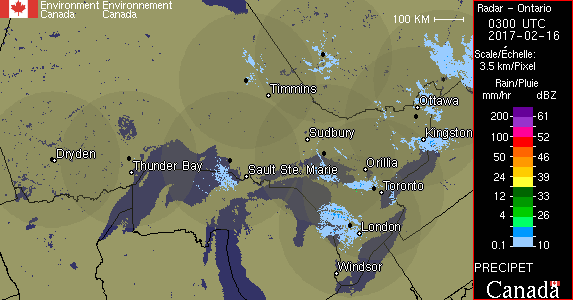 Environment Environnement
Canada Canada
100 KM
Timmins
Ottawa
Sudbury
Kingston
Dryden
Thunder Bay
Sault Ste. Marie
Orillia
Toronto
London
Windsor
Radar - Ontario
0300 UTC
2017-02-16
Scale/Échelle:
3.5 km/Pixel
Rain/Pluie
mm/hr dBZ
200 61
100 52
50 46
24 39
12 33
4 26
0.1 10
PRECIPET
Canada